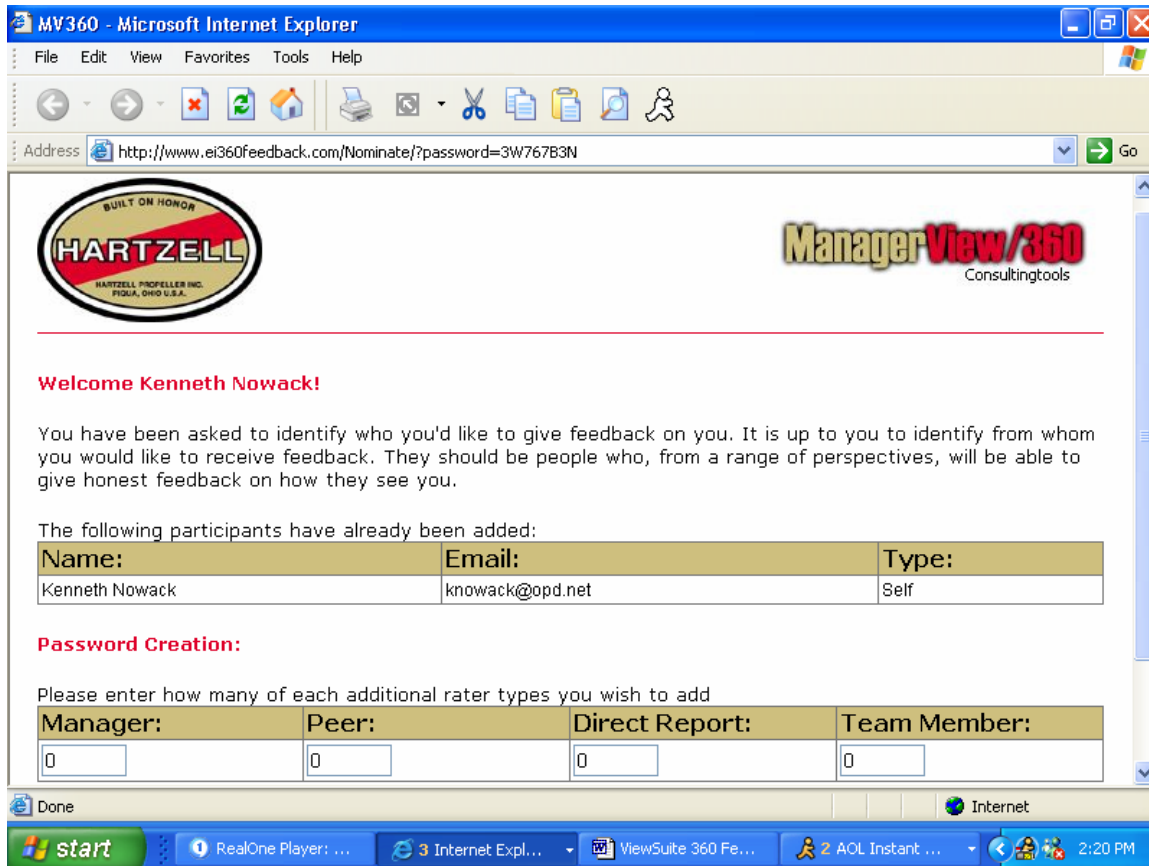 MV360 - Microsoft Internet Explorer
File Edit View Favorites Tools Help
Address http://www.ei360feedback.com/Nominate/?password=3W767B3N Go
BUILT ON HONOR
HARTZELL
HARTZELL PROPELLER INC.
PIQUA, OHIO U.S.A.
ManagerView/360
Consultingtools
Welcome Kenneth Nowack!
You have been asked to identify who you'd like to give feedback on you. It is up to you to identify from whom
you would like to receive feedback. They should be people who, from a range of perspectives, will be able to
give honest feedback on how they see you.
The following participants have already been added:
Name: Email: Type:
Kenneth Nowack knowack@opd.net Self
Password Creation:
Please enter how many of each additional rater types you wish to add
Manager: Peer: Direct Report: Team Member:
0 0 0 0
Done Internet
start RealOne Player: ... 3 Internet Expl... ViewSuite 360 Fe... 2 AOL Instant ... 2:20 PM